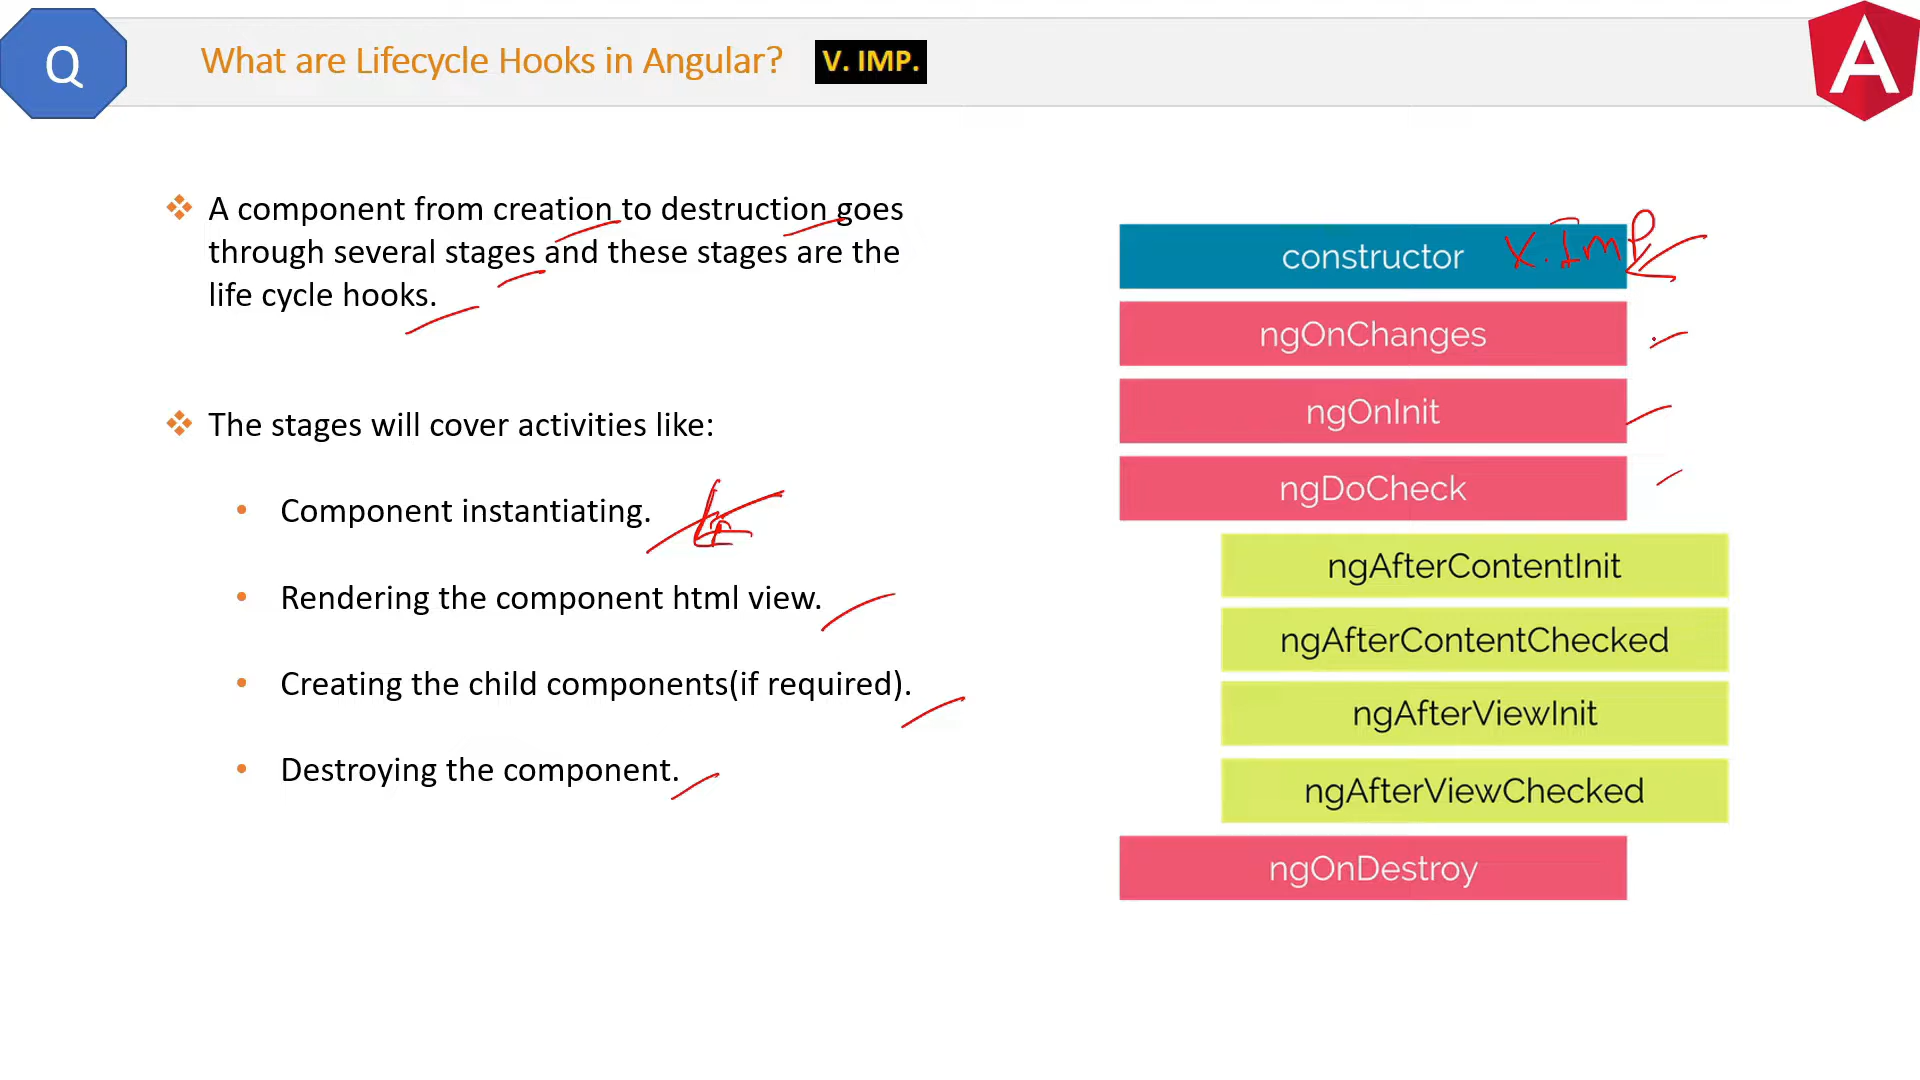 Q
What are Lifecycle Hooks in Angular?
V. IMP.
A
A component from creation to destruction goes
through several stages and these stages are the
life cycle hooks.
The stages will cover activities like:
Component instantiating.
Rendering the component html view.
Creating the child components(if required).
Destroying the component.
constructor
ngOnChanges
ngOnInit
ngDoCheck
ngAfterContentInit
ngAfterContentChecked
ngAfterViewInit
ngAfterViewChecked
ngOnDestroy